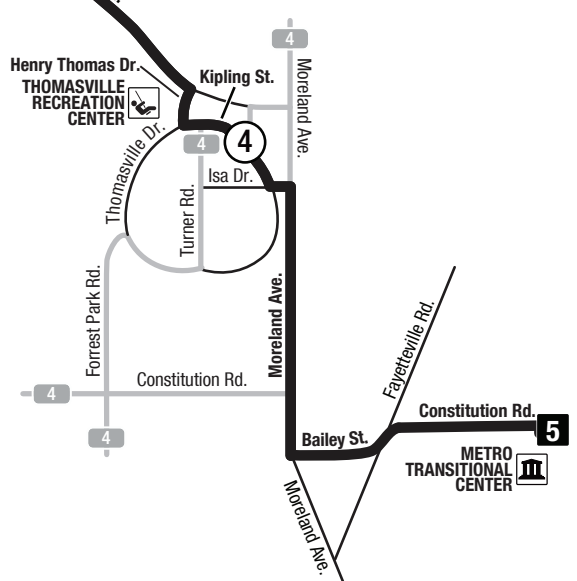 4
Henry Thomas Dr.
Kipling St.
Moreland Ave.
THOMASVILLE
RECREATION
CENTER
4
4
Thomasville Dr.
Isa Dr.
Turner Rd.
Forrest Park Rd.
Moreland Ave.
Fayetteville Rd.
4
Constitution Rd.
Constitution Rd.
5
4
Bailey St.
METRO
TRANSITIONAL
CENTER
Moreland Ave.